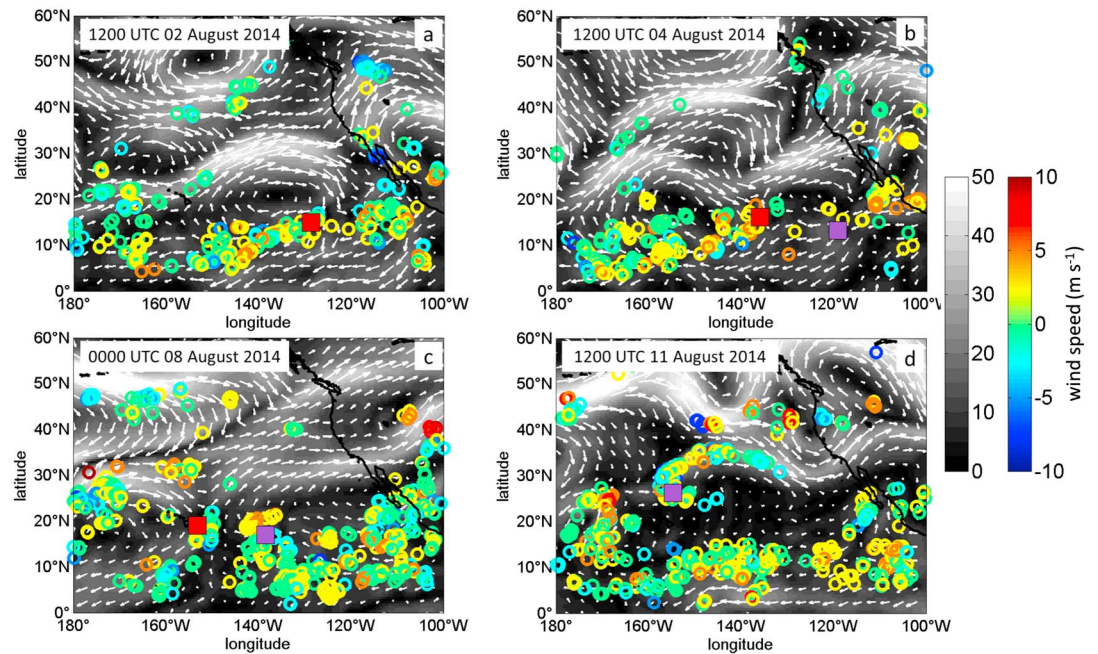 1200 UTC 02 August 2014
a
60°N
50°N
40°N
30°N
20°N
10°N
0°
latitude
180°
160°W
140°W
120°W
100°W
longitude
1200 UTC 04 August 2014
b
60°N
50°N
40°N
30°N
20°N
10°N
0°
latitude
180°
160°W
140°W
120°W
100°W
longitude
0000 UTC 08 August 2014
c
60°N
50°N
40°N
30°N
20°N
10°N
0°
latitude
180°
160°W
140°W
120°W
100°W
longitude
1200 UTC 11 August 2014
d
60°N
50°N
40°N
30°N
20°N
10°N
0°
latitude
180°
160°W
140°W
120°W
100°W
longitude
50
40
30
20
10
0
10
5
0
-5
-10
wind speed (m s⁻¹)